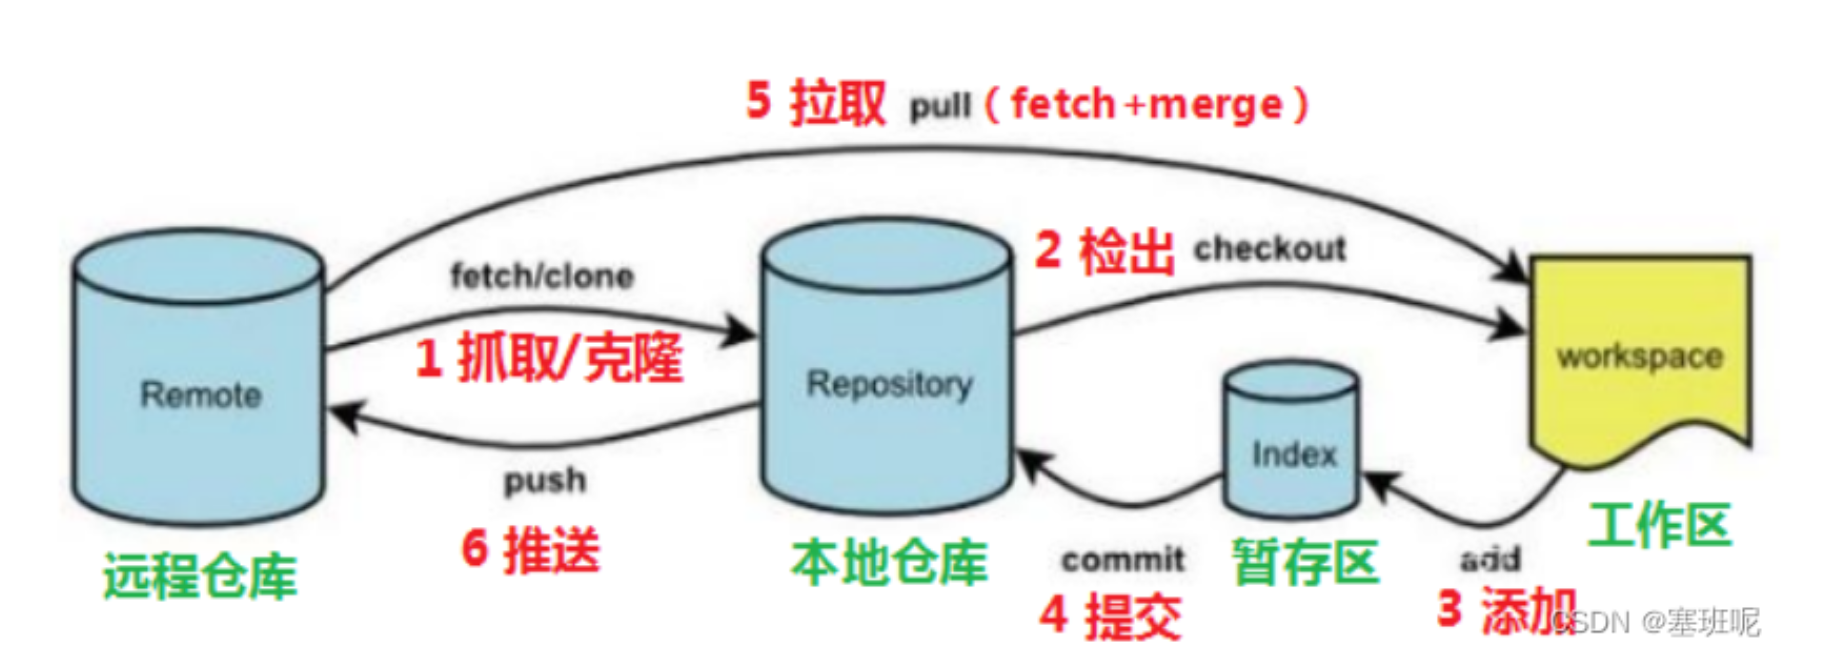 5 拉取 pull（fetch+merge）
fetch/clone
2 检出 checkout
1 抓取/克隆
workspace
Remote
Repository
Index
push
6 推送
工作区
远程仓库
本地仓库
commit
暂存区
add
4 提交
3 添加
CSDN @塞班呢